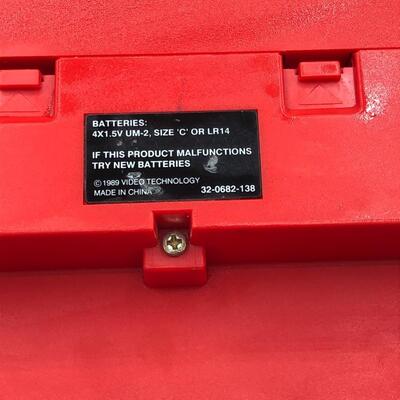 BATTERIES:
4X1.5V UM-2, SIZE 'C' OR LR14
IF THIS PRODUCT MALFUNCTIONS
TRY NEW BATTERIES
©1989 VIDEO TECHNOLOGY
MADE IN CHINA 32-0682-138